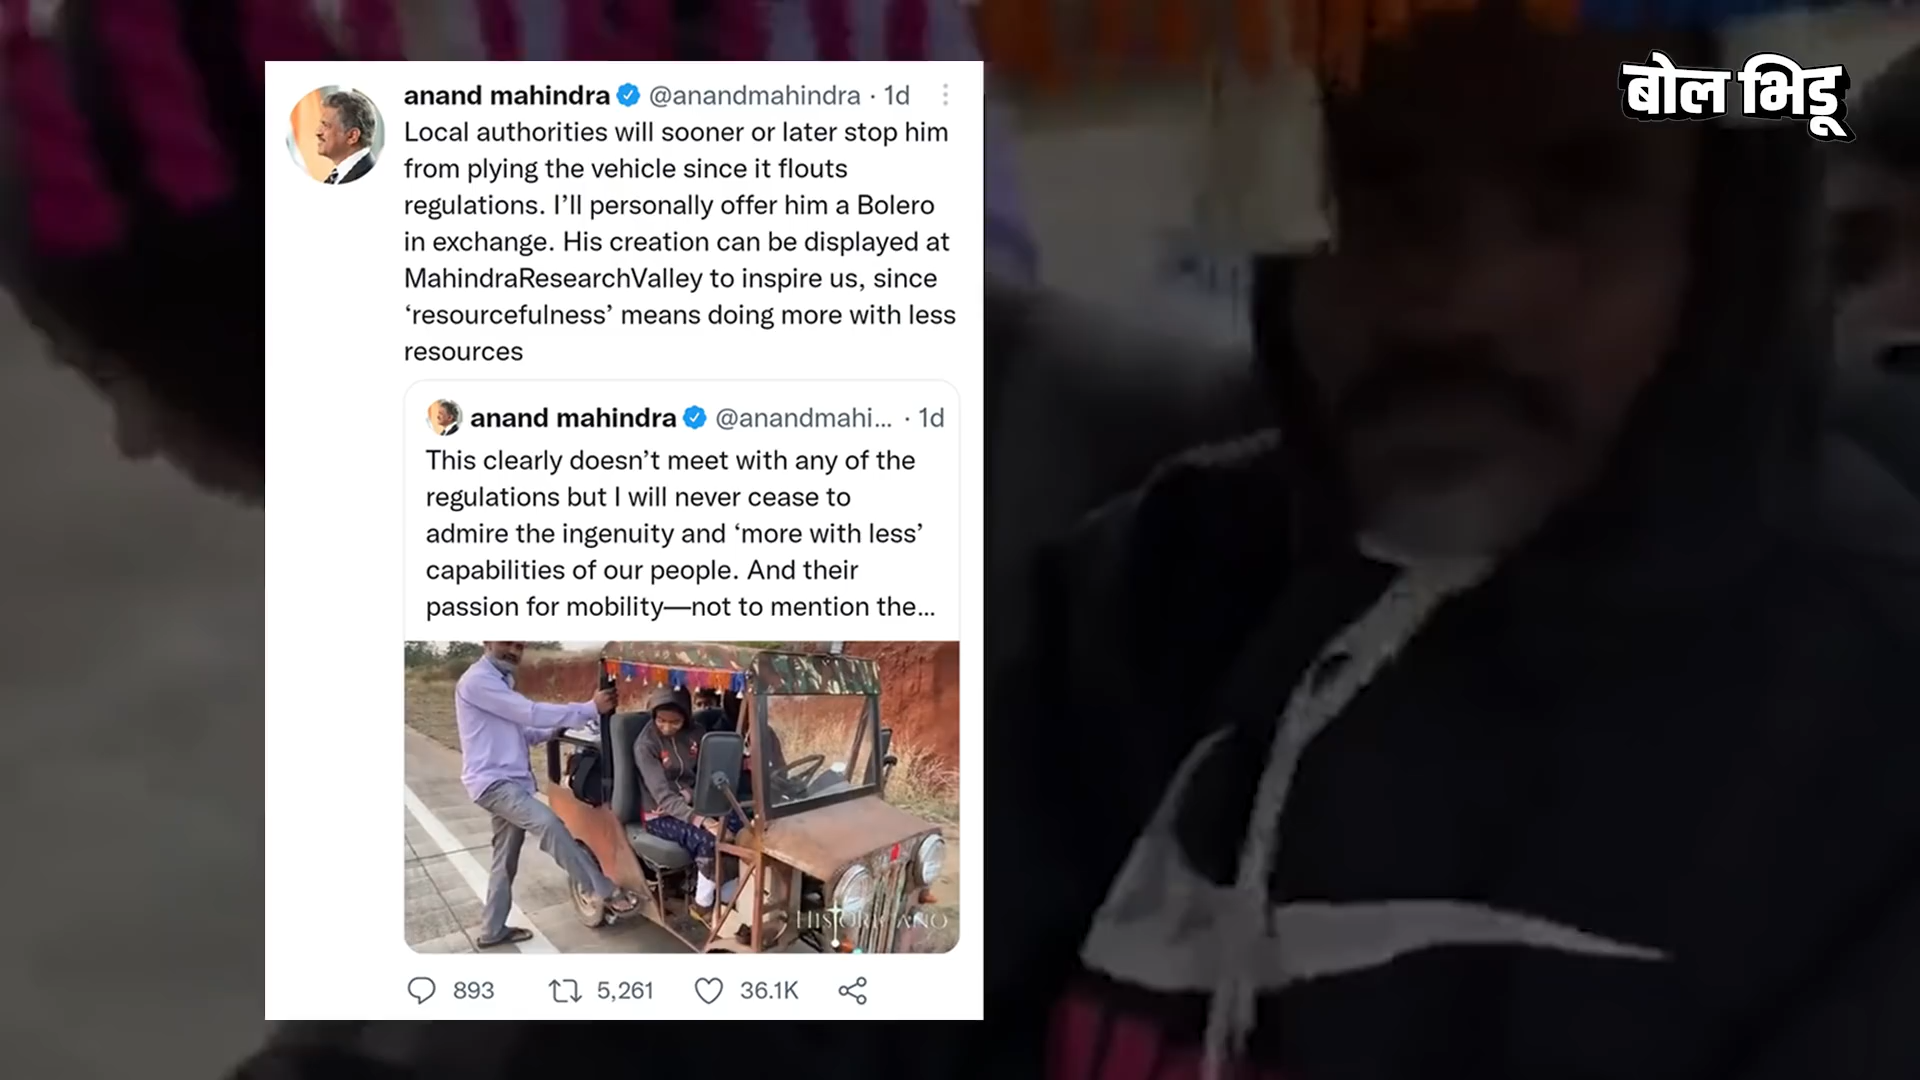 बोल भिडू
anand mahindra @anandmahindra · 1d
Local authorities will sooner or later stop him
from plying the vehicle since it flouts
regulations. I’ll personally offer him a Bolero
in exchange. His creation can be displayed at
MahindraResearchValley to inspire us, since
‘resourcefulness’ means doing more with less
resources
anand mahindra @anandmahi... · 1d
This clearly doesn’t meet with any of the
regulations but I will never cease to
admire the ingenuity and ‘more with less’
capabilities of our people. And their
passion for mobility—not to mention the...
HISTORICANO
893 5,261 36.1K